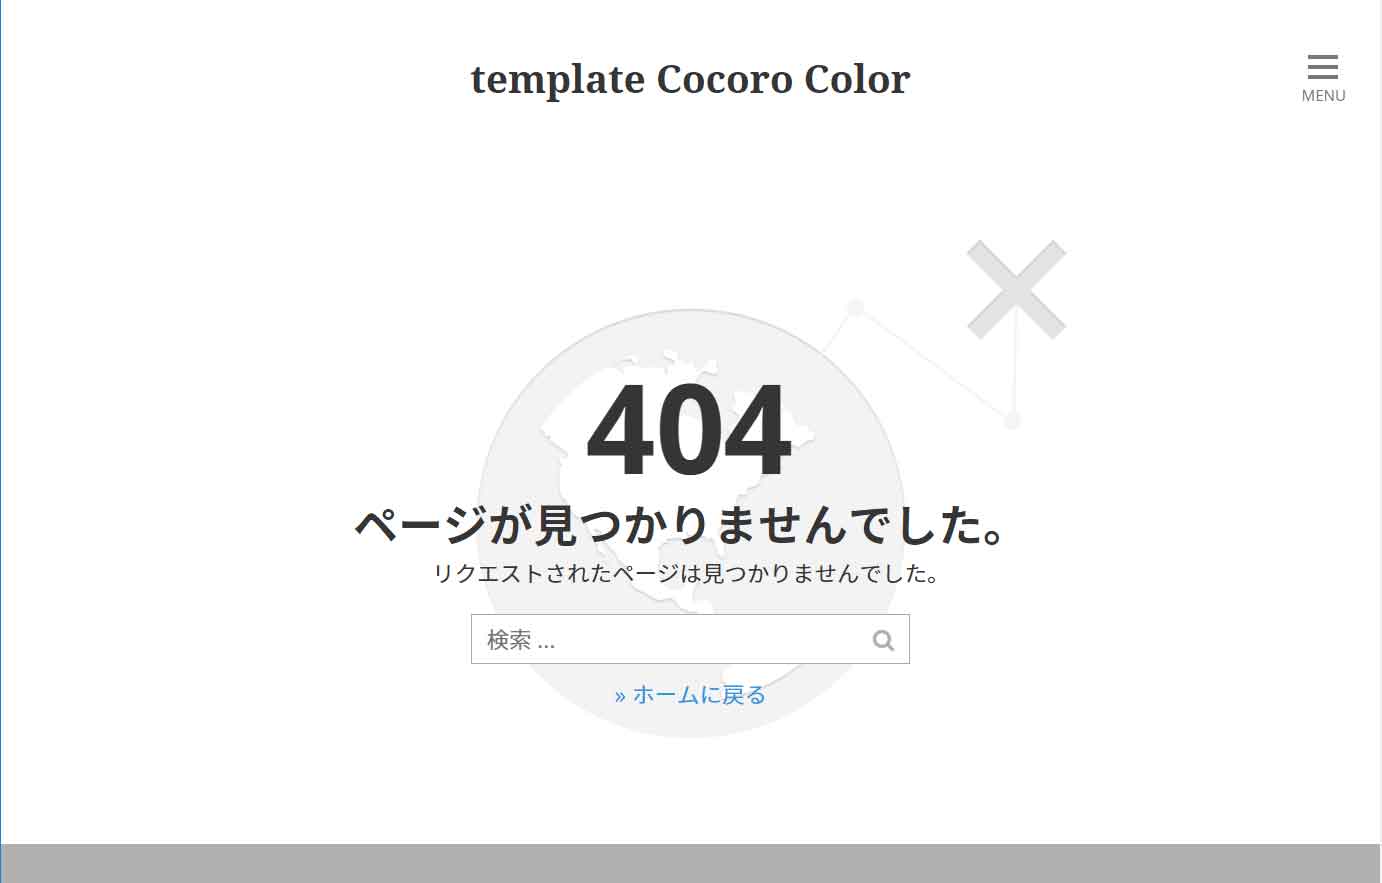 template Cocoro Color
MENU
404
ページが見つかりませんでした。
リクエストされたページは見つかりませんでした。
検索 ...
» ホームに戻る